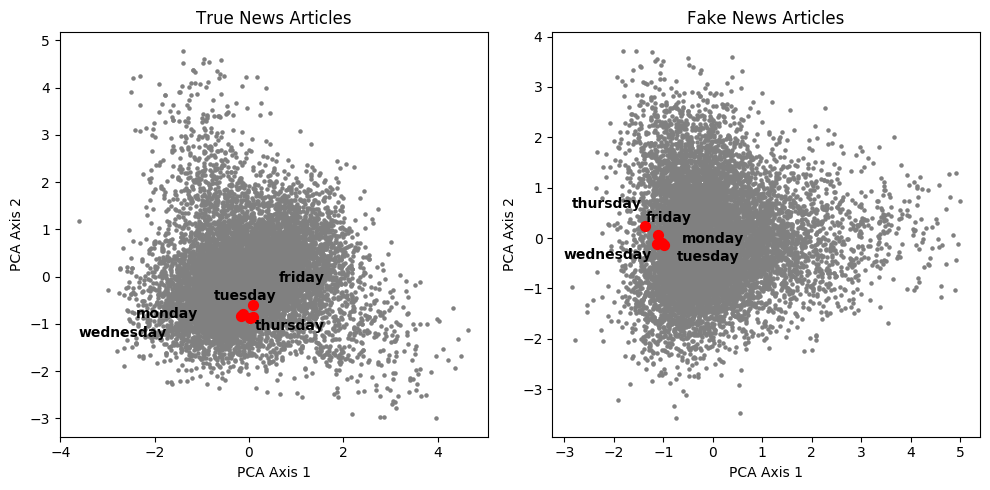 True News Articles
5
4
3
2
1
0
−1
−2
−3
PCA Axis 2
friday
tuesday
monday
thursday
wednesday
−4
−2
0
2
4
PCA Axis 1
Fake News Articles
4
3
2
1
0
−1
−2
−3
PCA Axis 2
thursday
friday
monday
wednesday
tuesday
−3
−2
−1
0
1
2
3
4
5
PCA Axis 1